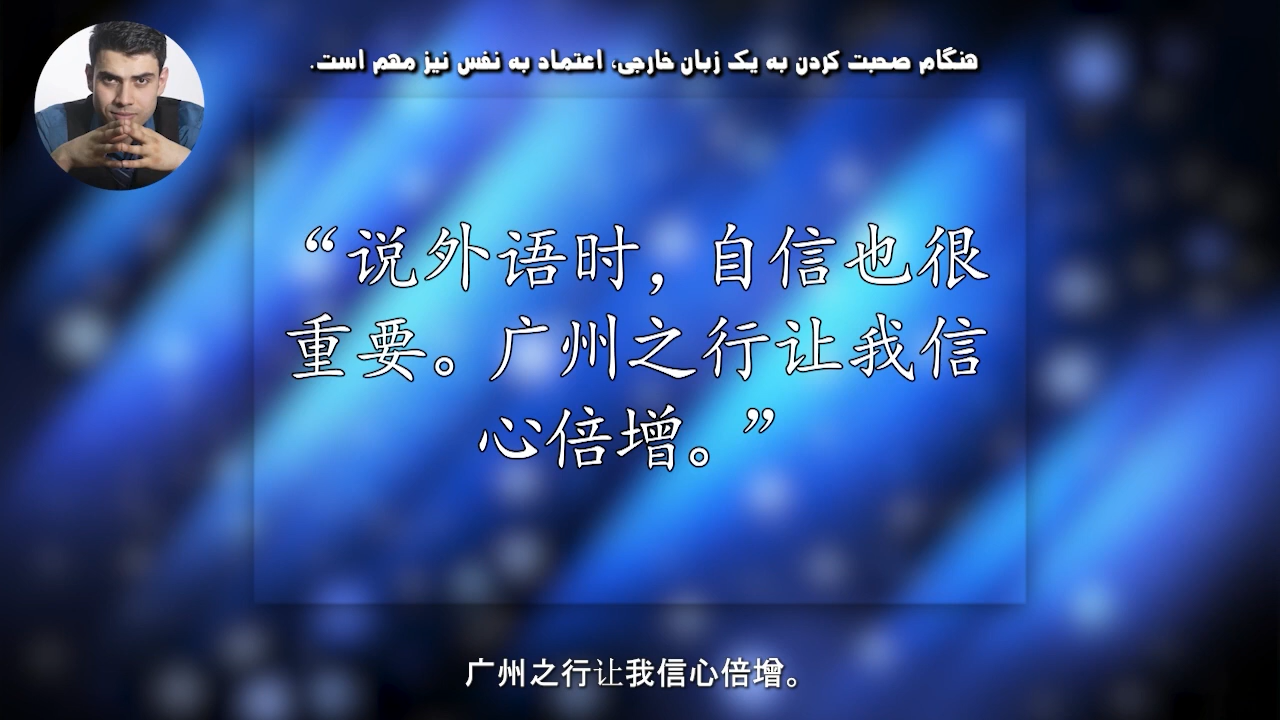 هنگام صحبت کردن به یک زبان خارجی، اعتماد به نفس نیز مهم است.
“说外语时，自信也很
重要。广州之行让我信
心倍增。”
广州之行让我信心倍增。